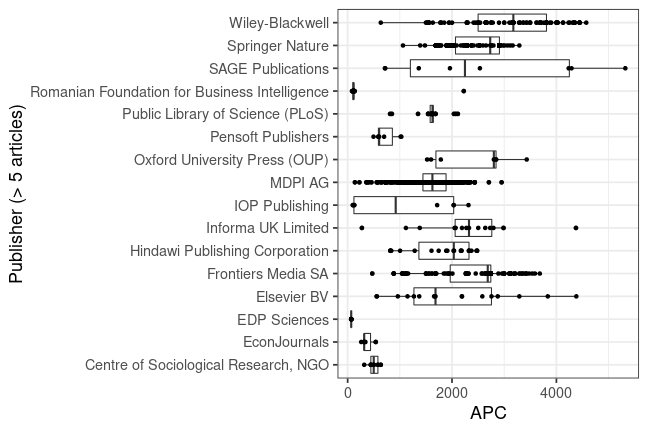 Publisher (> 5 articles)
Wiley-Blackwell
Springer Nature
SAGE Publications
Romanian Foundation for Business Intelligence
Public Library of Science (PLoS)
Pensoft Publishers
Oxford University Press (OUP)
MDPI AG
IOP Publishing
Informa UK Limited
Hindawi Publishing Corporation
Frontiers Media SA
Elsevier BV
EDP Sciences
EconJournals
Centre of Sociological Research, NGO
0 2000 4000
APC